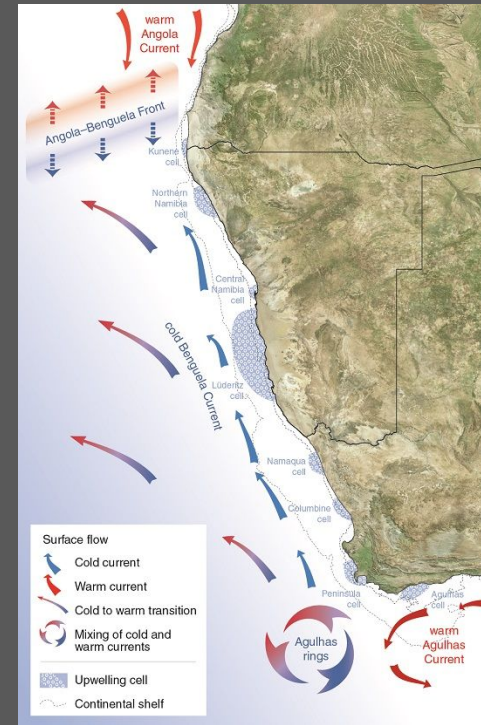 warm
Angola
Current
Angola–Benguela Front
Kunene
cell
Northern
Namibia
cell
Central
Namibia
cell
cold Benguela Current
Lüderitz
cell
Namaqua
cell
Columbine
cell
Peninsula
cell
Agulhas
cell
Agulhas
rings
warm
Agulhas
Current
Surface flow
Cold current
Warm current
Cold to warm transition
Mixing of cold and
warm currents
Upwelling cell
Continental shelf